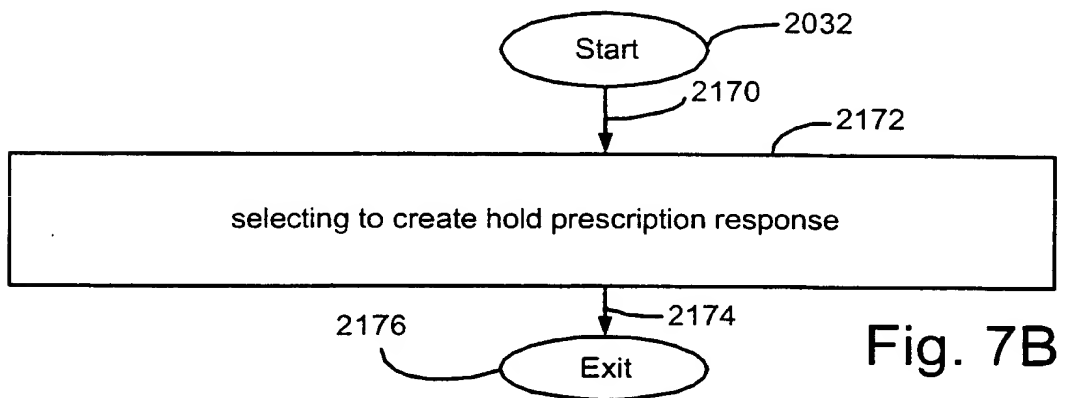 Start
2032
2170
2172
selecting to create hold prescription response
2174
2176
Exit
Fig. 7B